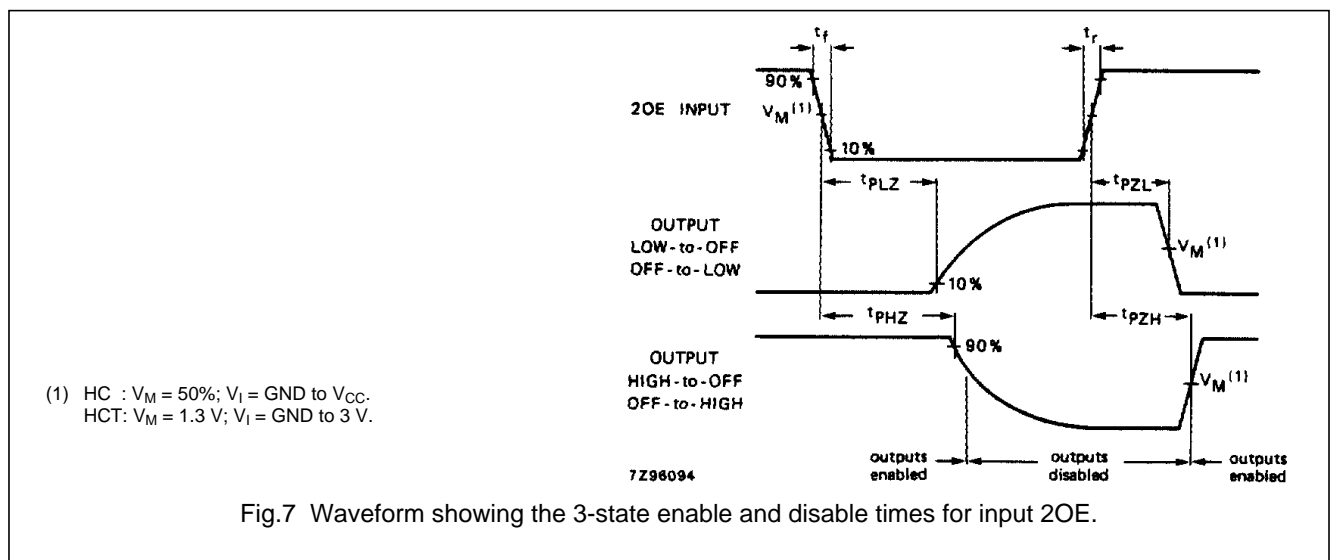 t_f
t_r
90%
2OE INPUT
V_M (1)
10%
t_PLZ
t_PZL
OUTPUT
LOW-to-OFF
OFF-to-LOW
V_M (1)
10%
t_PHZ
t_PZH
90%
OUTPUT
HIGH-to-OFF
OFF-to-HIGH
V_M (1)
(1) HC : V_M = 50%; V_I = GND to V_CC.
HCT: V_M = 1.3 V; V_I = GND to 3 V.
outputs enabled
outputs disabled
outputs enabled
7Z96094
Fig.7 Waveform showing the 3-state enable and disable times for input 2OE.